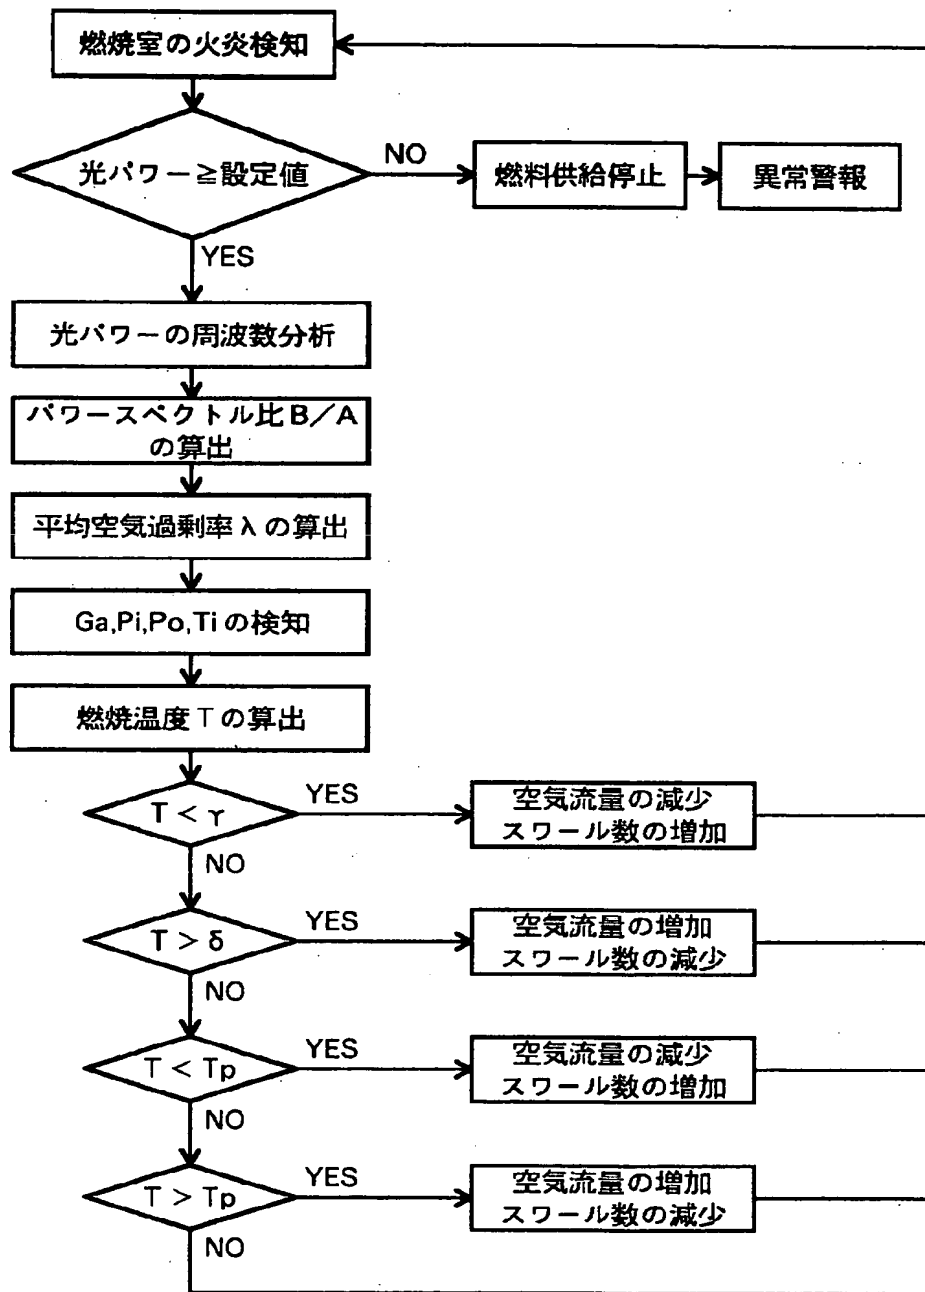 燃焼室の火炎検知
光パワー≧設定値
NO
燃料供給停止
異常警報
YES
光パワーの周波数分析
パワースペクトル比B/A
の算出
平均空気過剰率λの算出
Ga,Pi,Po,Tiの検知
燃焼温度Tの算出
T<γ
YES
空気流量の減少
スワール数の増加
NO
T>δ
YES
空気流量の増加
スワール数の減少
NO
T<Tp
YES
空気流量の減少
スワール数の増加
NO
T>Tp
YES
空気流量の増加
スワール数の減少
NO